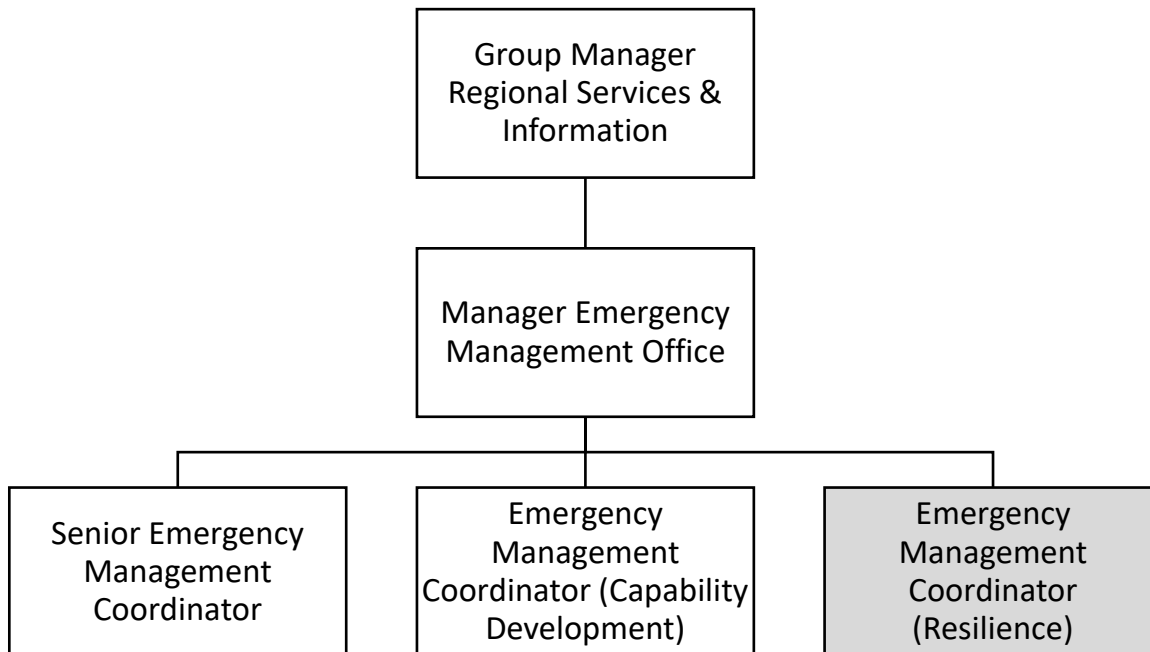 Group Manager
Regional Services &
Information
Manager Emergency
Management Office
Senior Emergency
Management
Coordinator
Emergency
Management
Coordinator (Capability
Development)
Emergency
Management
Coordinator
(Resilience)